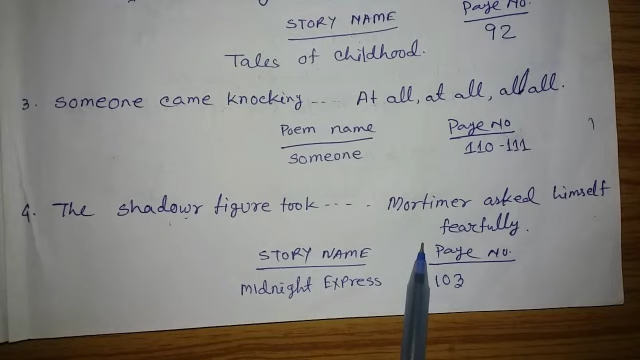 STORY NAME Page No.
92
Tales of childhood.
3. Someone came knocking .... At all, at all, at all.
Poem name Page No
Someone 110-111
4. The shadowr figure took .... Mortimer asked himself
fearfully.
STORY NAME Page No.
Midnight Express 103